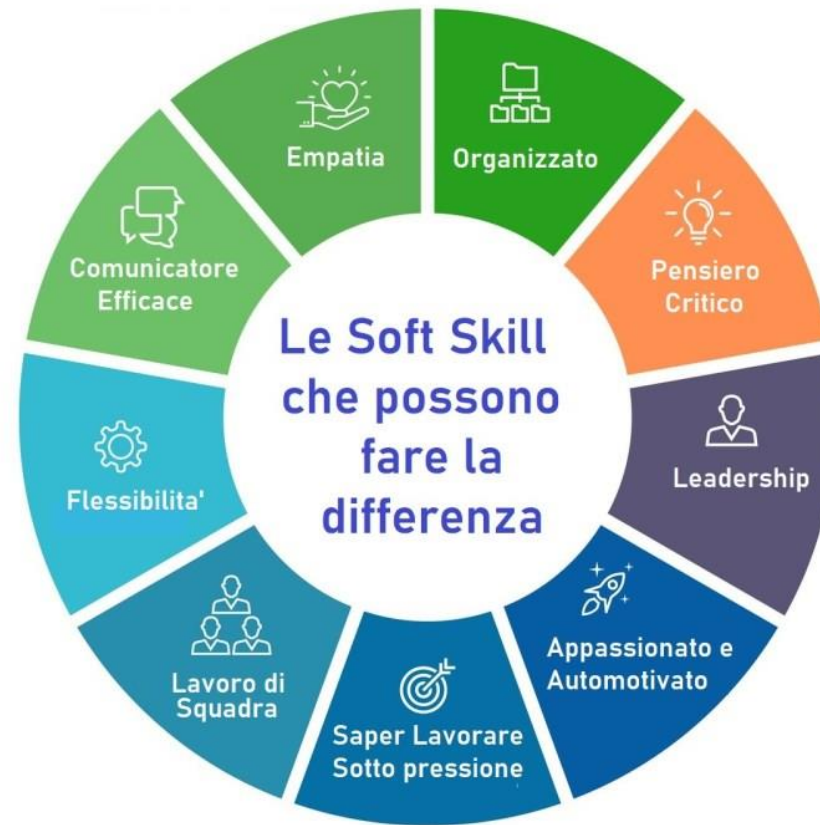 Le Soft Skill
che possono
fare la
differenza
Organizzato
Pensiero
Critico
Leadership
Appassionato e
Automotivato
Saper Lavorare
Sotto pressione
Lavoro di
Squadra
Flessibilita'
Comunicatore
Efficace
Empatia